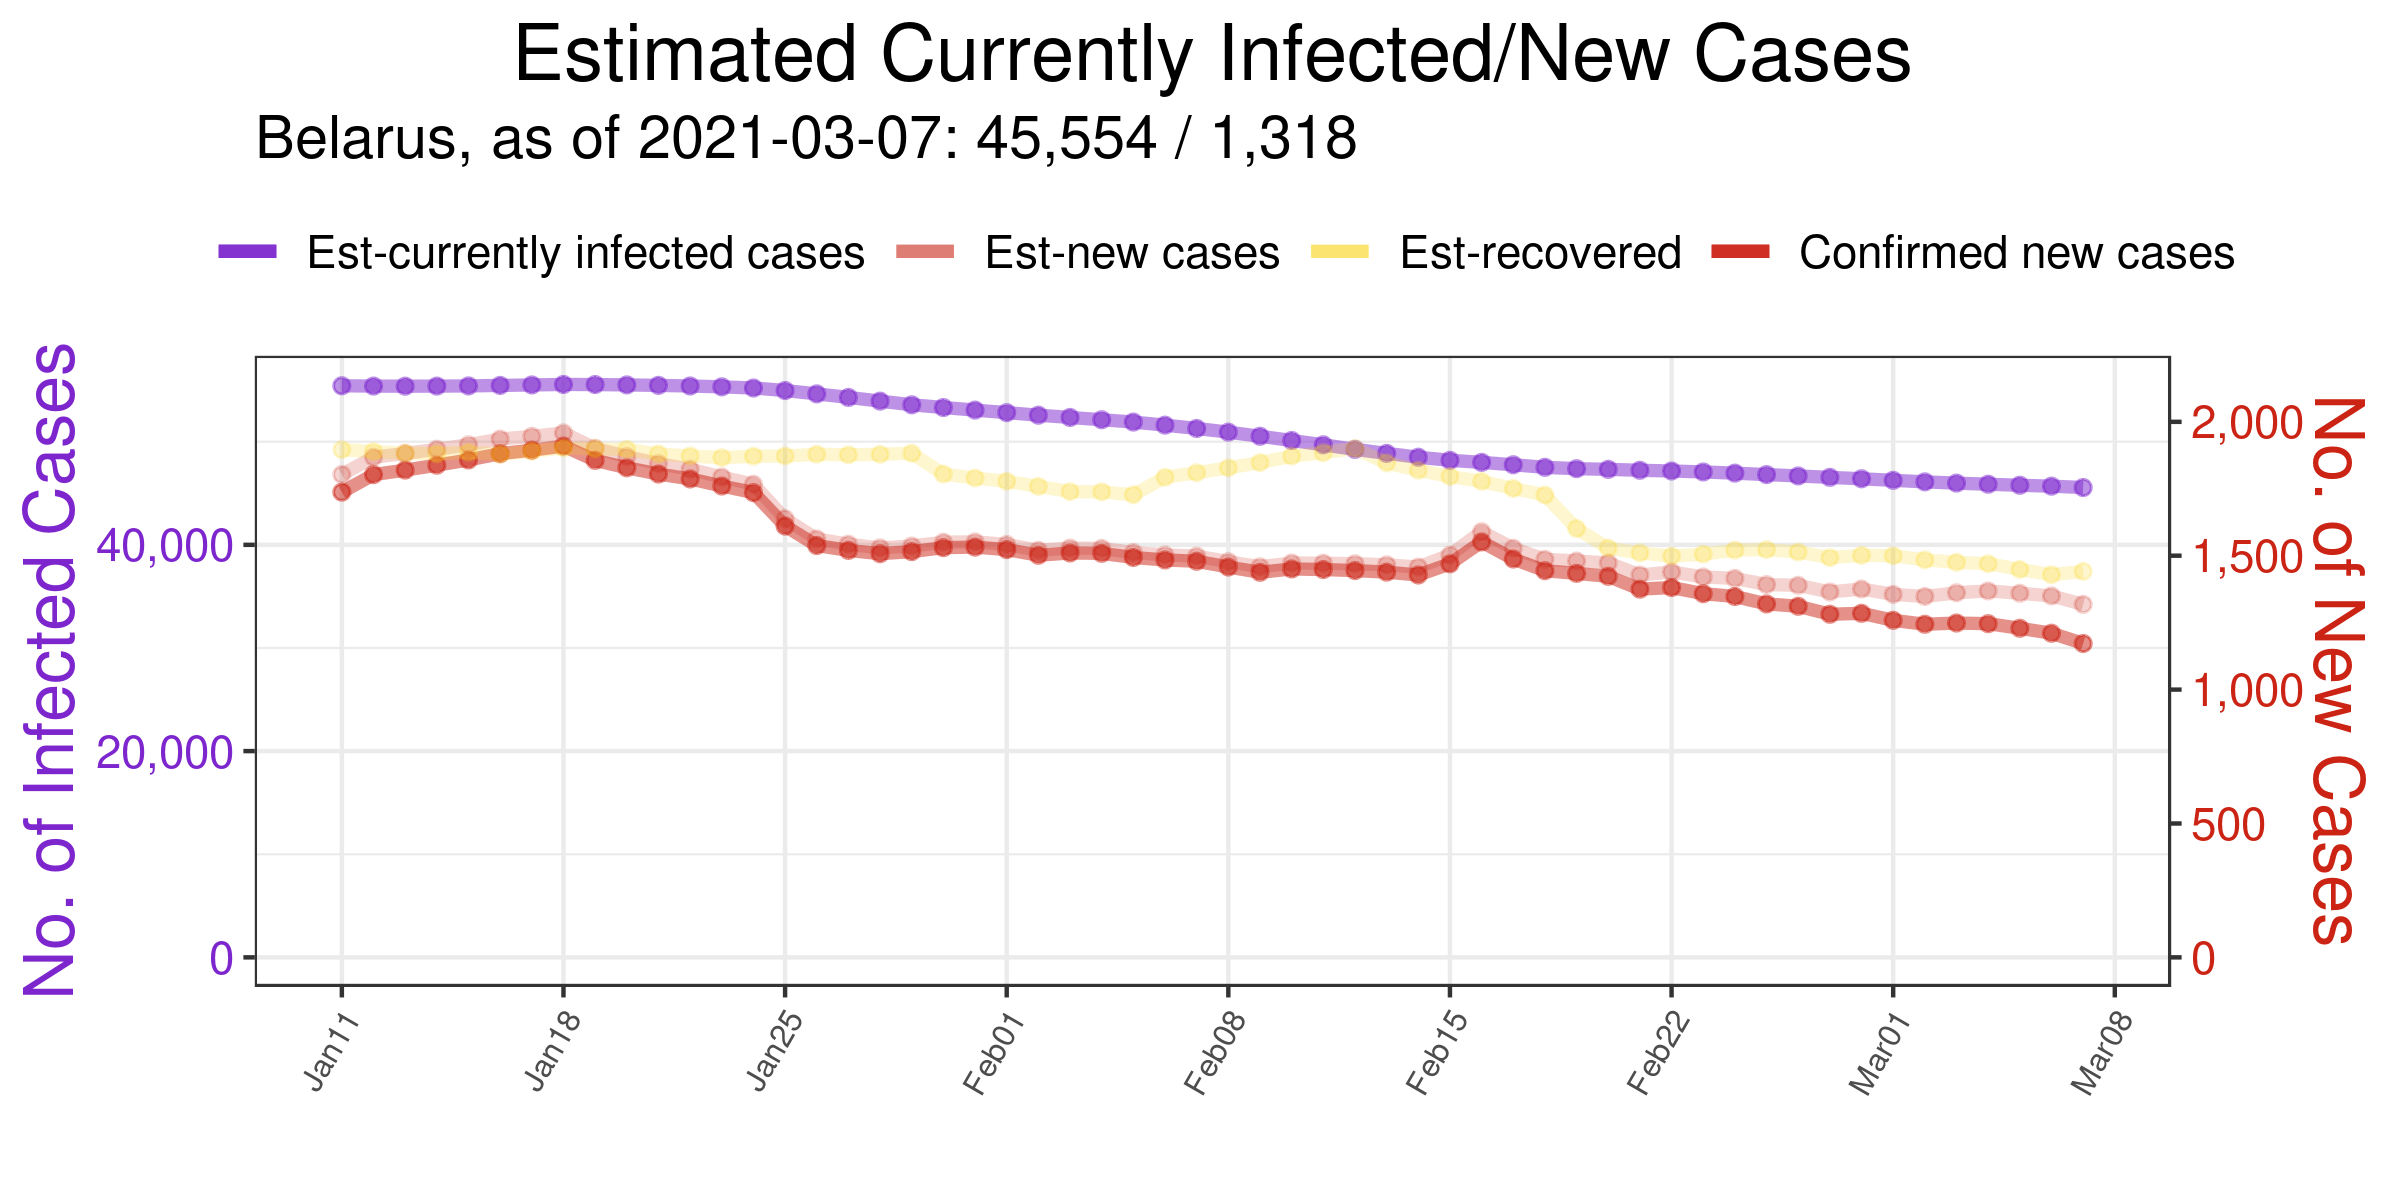 Estimated Currently Infected/New Cases
Belarus, as of 2021-03-07: 45,554 / 1,318
Est-currently infected cases Est-new cases Est-recovered Confirmed new cases
No. of Infected Cases
40,000
20,000
0
2,000
1,500
1,000
500
0
No. of New Cases
Jan11 Jan18 Jan25 Feb01 Feb08 Feb15 Feb22 Mar01 Mar08